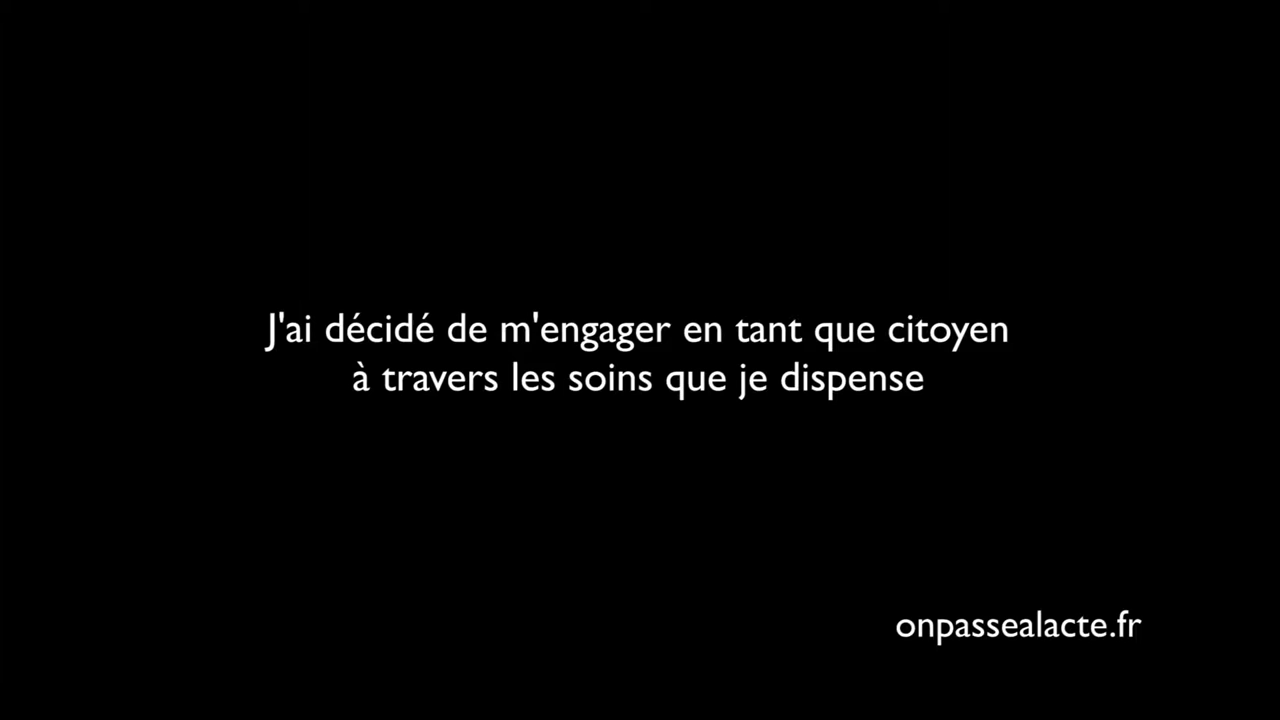 J'ai décidé de m'engager en tant que citoyen
à travers les soins que je dispense
onpassealacte.fr